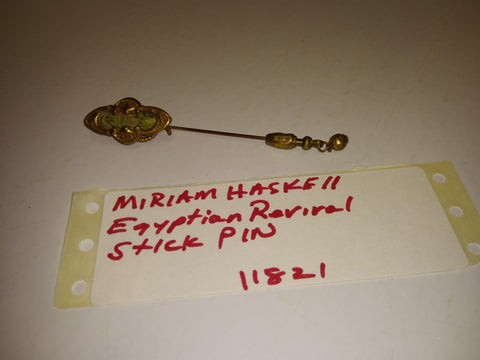 MIRIAM HASKELL
Egyptian Revival
STICK PIN
11821